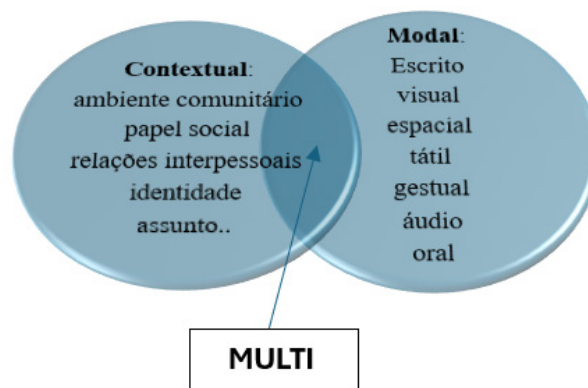 Contextual:
ambiente comunitário
papel social
relações interpessoais
identidade
assunto..
Modal:
Escrito
visual
espacial
tátil
gestual
áudio
oral
MULTI